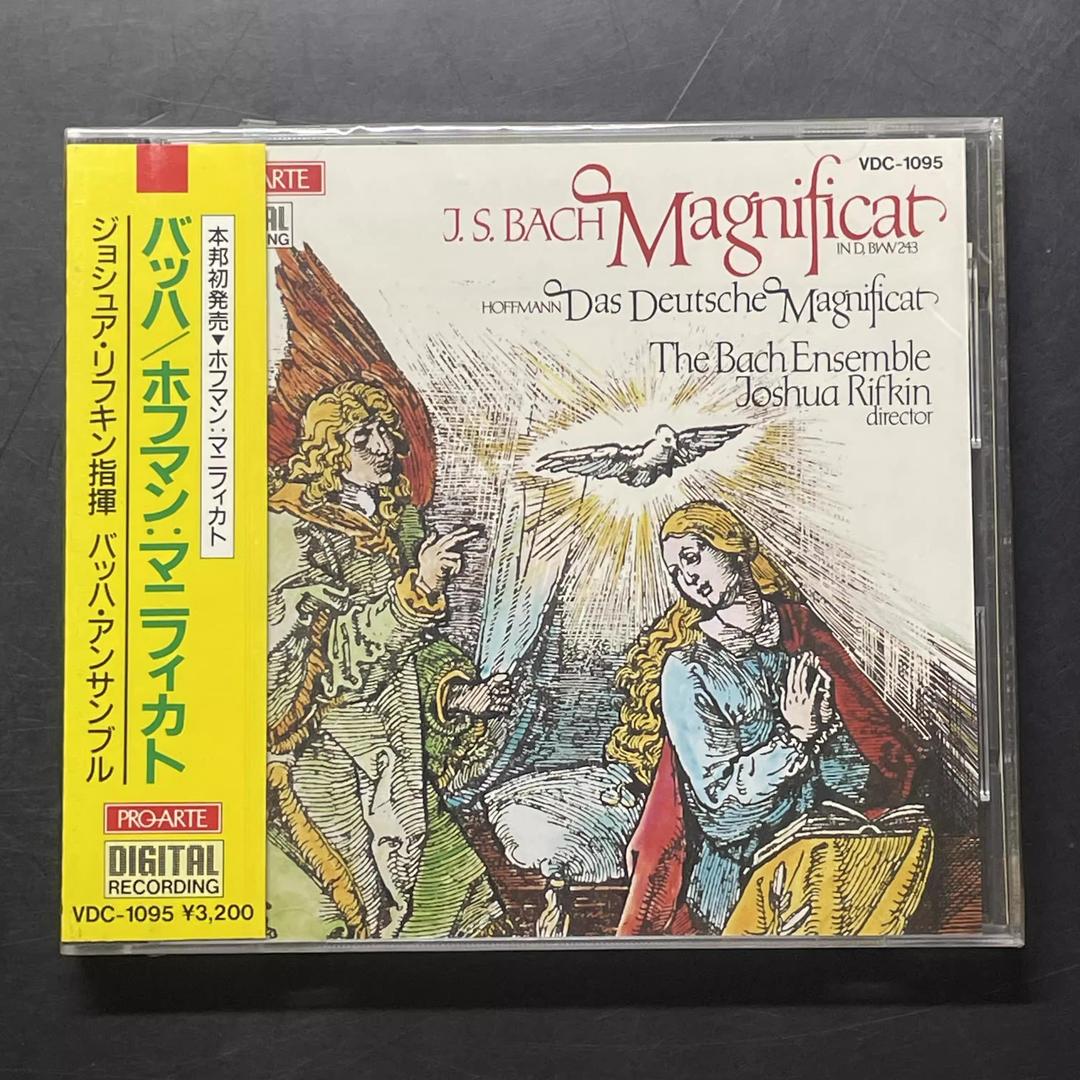 本邦初発売▼ホフマン:マニフィカト
バッハ/ホフマン:マニフィカト
ジョシュア・リフキン指揮 バッハ・アンサンブル
PRO-ARTE
DIGITAL
RECORDING
VDC-1095 ¥3,200
ARTE
AL
NG
VDC-1095
J. S. BACH Magnificat
IN D, BWV 243
HOFFMANN Das Deutsche Magnificat
The Bach Ensemble
Joshua Rifkin
director